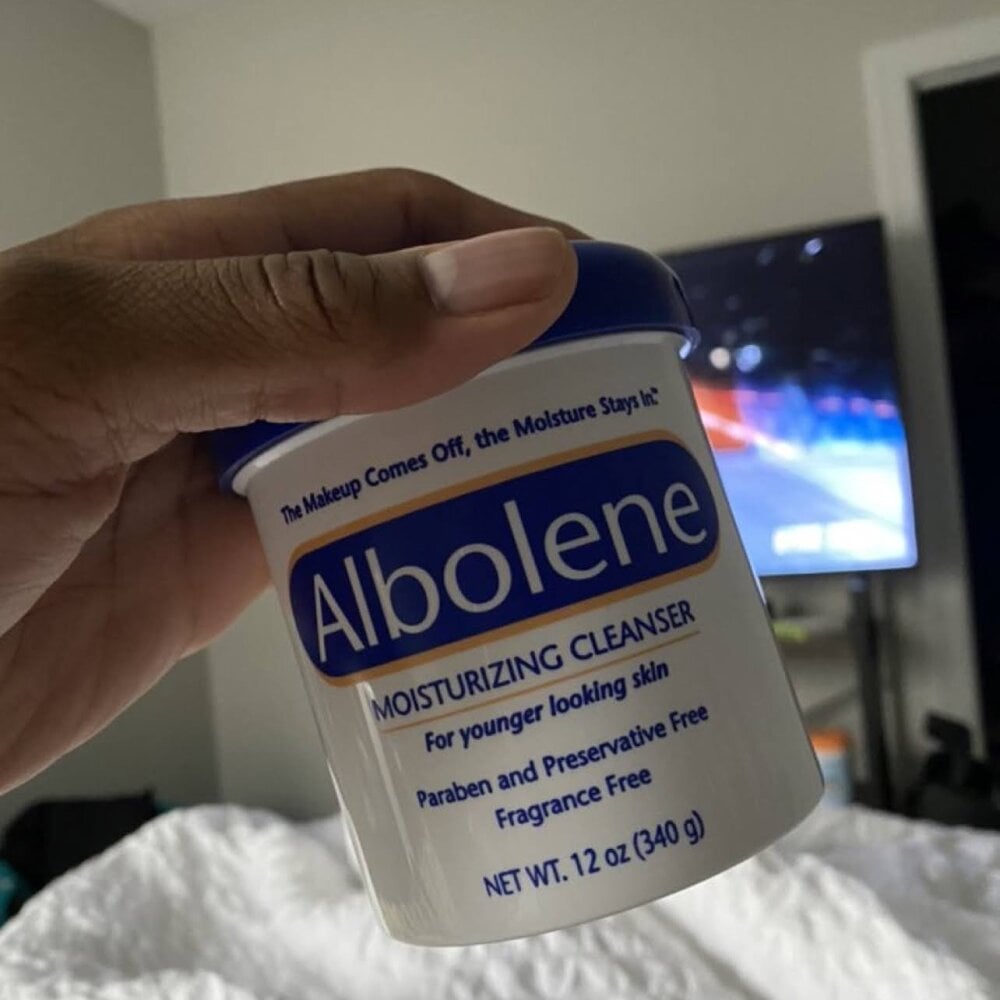 The Makeup Comes Off, the Moisture Stays In.™
Albolene
MOISTURIZING CLEANSER
For younger looking skin
Paraben and Preservative Free
Fragrance Free
NET WT. 12 oz (340 g)